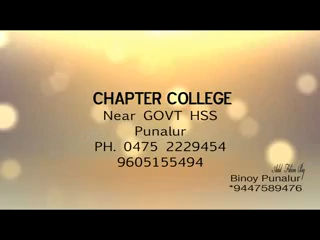 CHAPTER COLLEGE
Near GOVT HSS
Punalur
PH. 0475 2229454
9605155494
Binoy Punalur
*9447589476